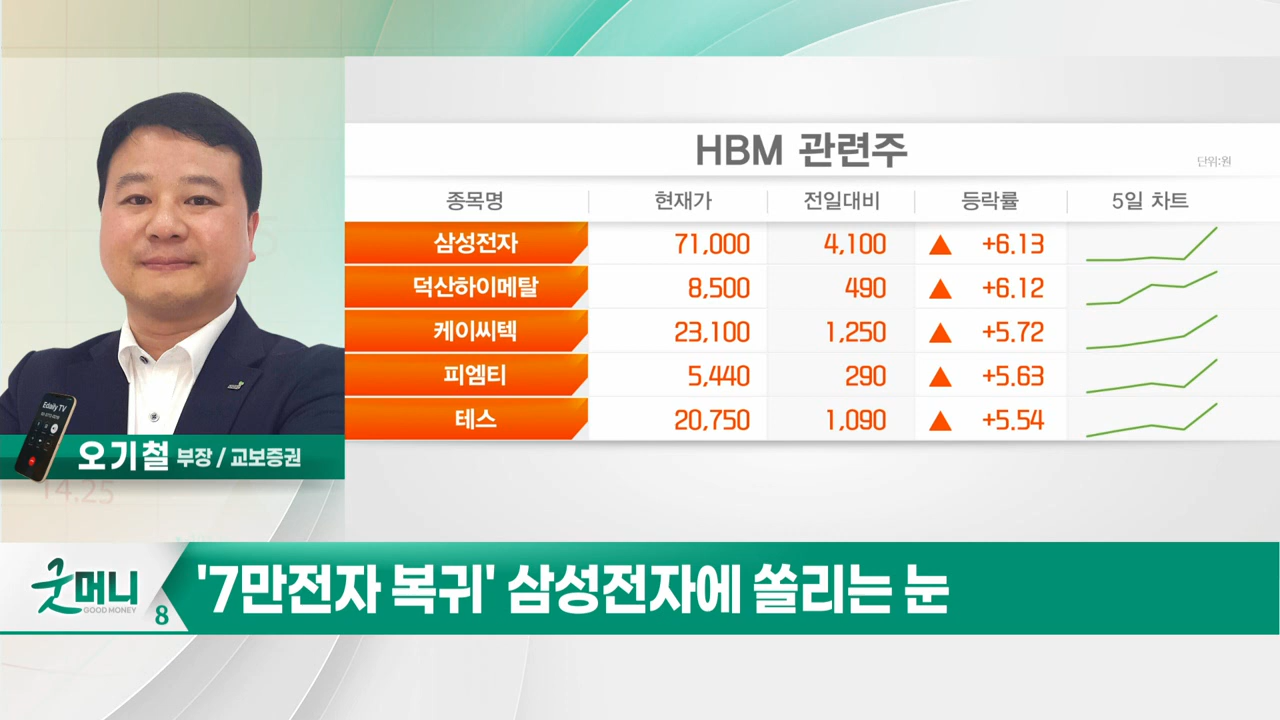 HBM 관련주
단위:원
종목명 현재가 전일대비 등락률 5일 차트
삼성전자 71,000 4,100 ▲ +6.13
덕산하이메탈 8,500 490 ▲ +6.12
케이씨텍 23,100 1,250 ▲ +5.72
피엠티 5,440 290 ▲ +5.63
테스 20,750 1,090 ▲ +5.54
Edaily TV
오기철 부장 / 교보증권
14.25
굿머니
GOOD MONEY
8
'7만전자 복귀' 삼성전자에 쏠리는 눈